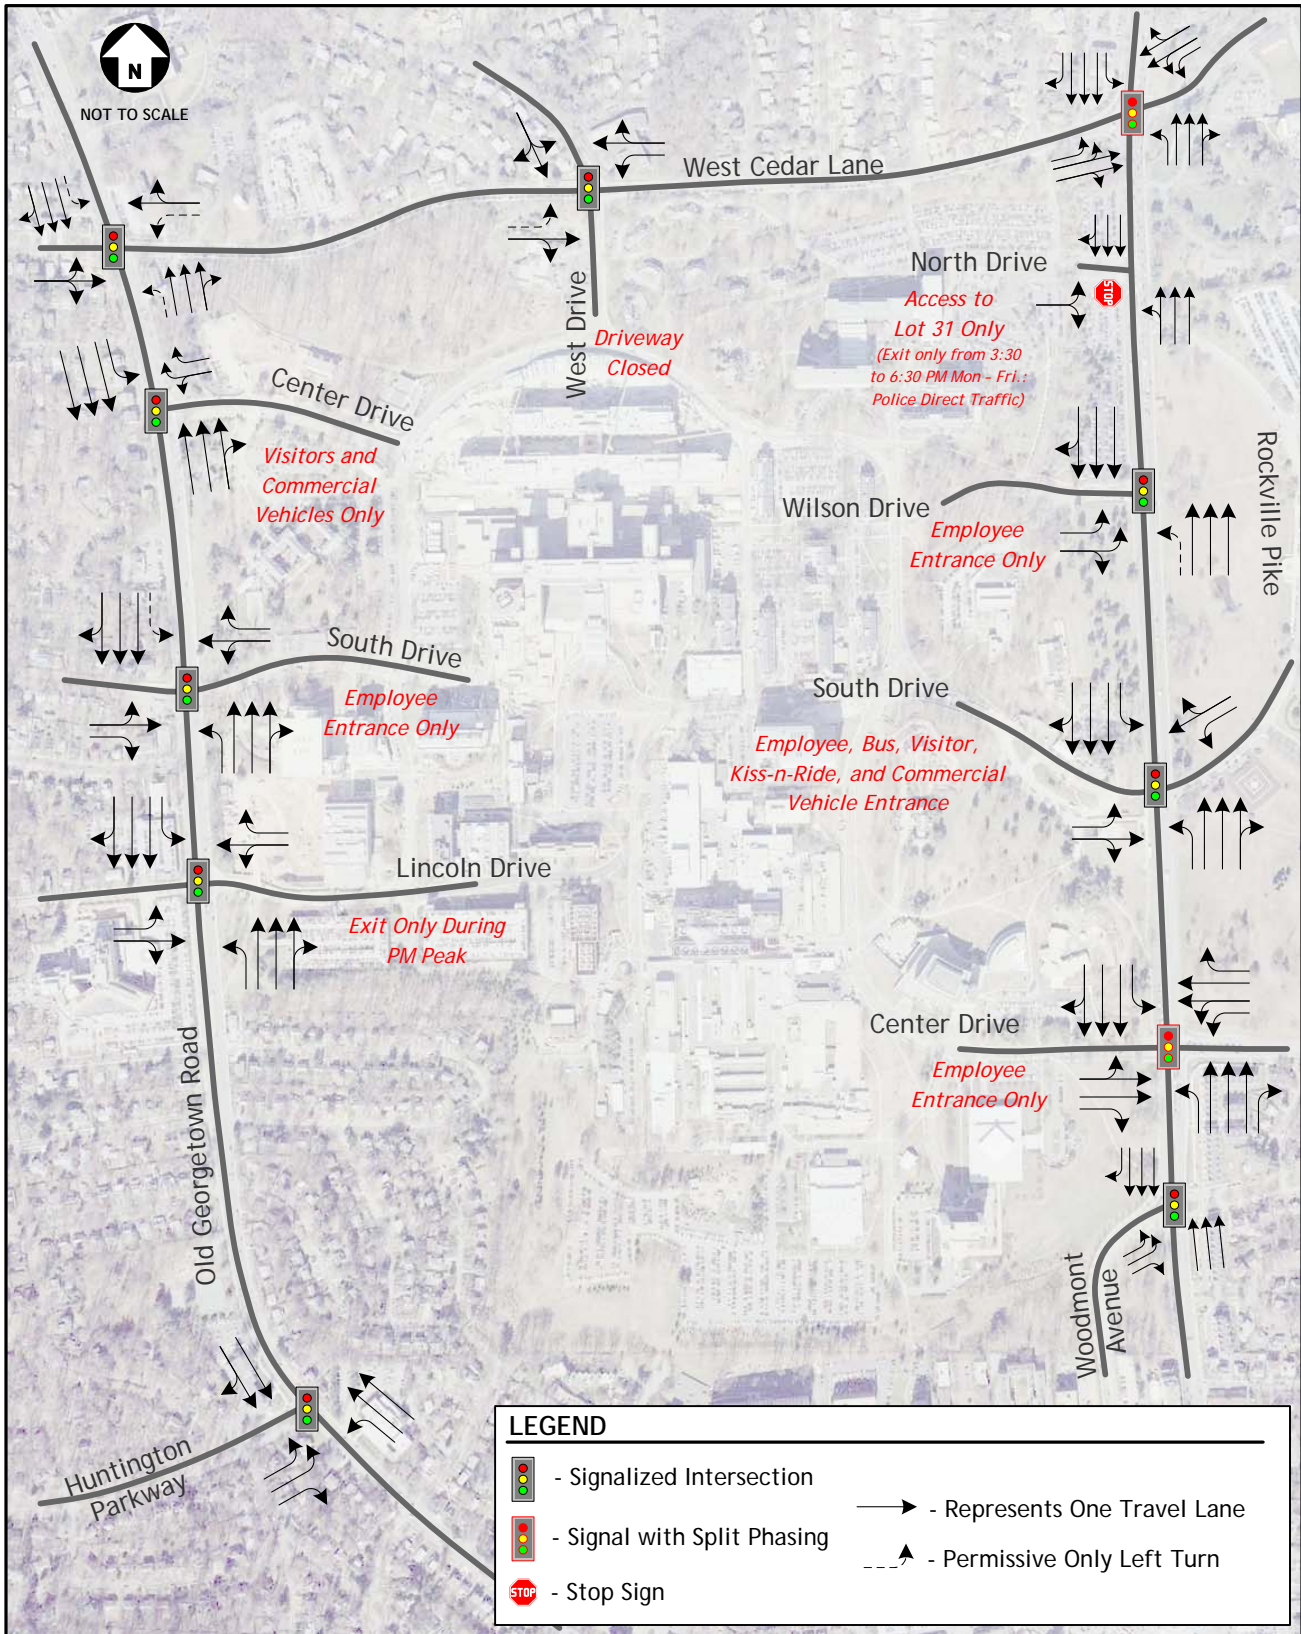 N
NOT TO SCALE
West Cedar Lane
North Drive
Access to
Lot 31 Only
(Exit only from 3:30
to 6:30 PM Mon - Fri.:
Police Direct Traffic)
STOP
West Drive
Driveway
Closed
Center Drive
Visitors and
Commercial
Vehicles Only
Rockville Pike
Wilson Drive
Employee
Entrance Only
South Drive
Employee
Entrance Only
South Drive
Employee, Bus, Visitor,
Kiss-n-Ride, and Commercial
Vehicle Entrance
Lincoln Drive
Exit Only During
PM Peak
Center Drive
Employee
Entrance Only
Old Georgetown Road
Woodmont
Avenue
Huntington
Parkway
LEGEND
- Signalized Intersection
- Signal with Split Phasing
STOP - Stop Sign
- Represents One Travel Lane
- Permissive Only Left Turn